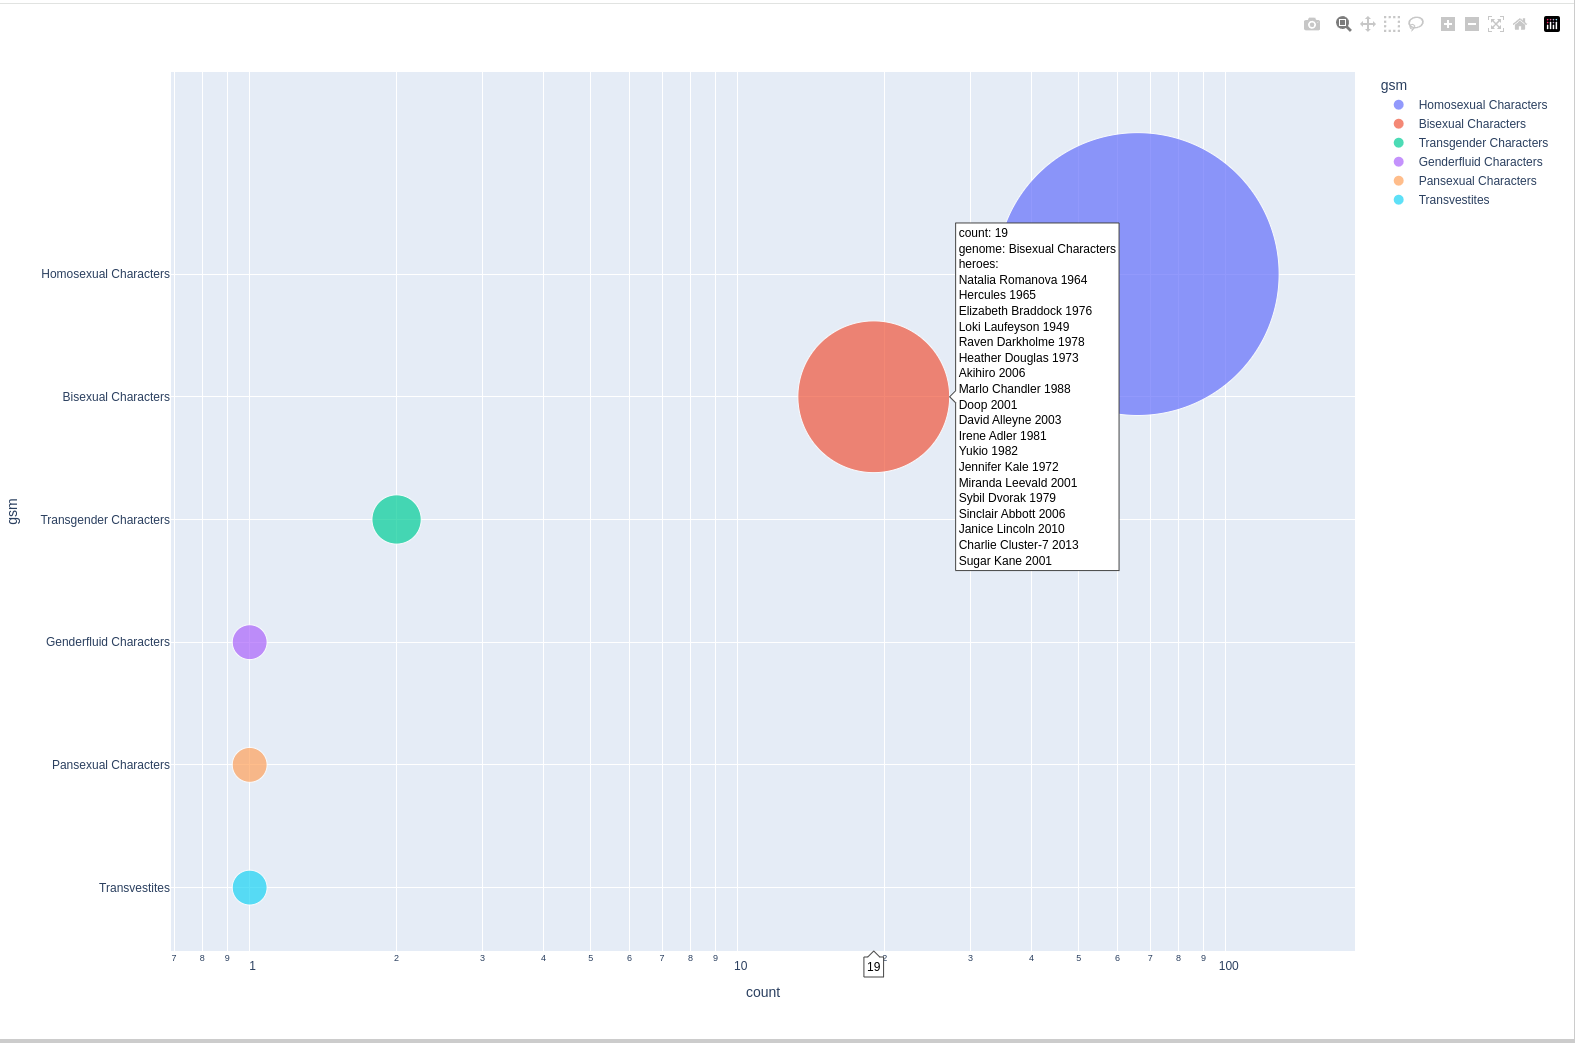 gsm
Homosexual Characters
Bisexual Characters
Transgender Characters
Genderfluid Characters
Pansexual Characters
Transvestites
count: 19
genome: Bisexual Characters
heroes:
Natalia Romanova 1964
Hercules 1965
Elizabeth Braddock 1976
Loki Laufeyson 1949
Raven Darkholme 1978
Heather Douglas 1973
Akihiro 2006
Marlo Chandler 1988
Doop 2001
David Alleyne 2003
Irene Adler 1981
Yukio 1982
Jennifer Kale 1972
Miranda Leevald 2001
Sybil Dvorak 1979
Sinclair Abbott 2006
Janice Lincoln 2010
Charlie Cluster-7 2013
Sugar Kane 2001
Homosexual Characters
Bisexual Characters
Transgender Characters
Genderfluid Characters
Pansexual Characters
Transvestites
gsm
7 8 9 1 2 3 4 5 6 7 8 9 10 2 3 4 5 6 7 8 9 100
19
count